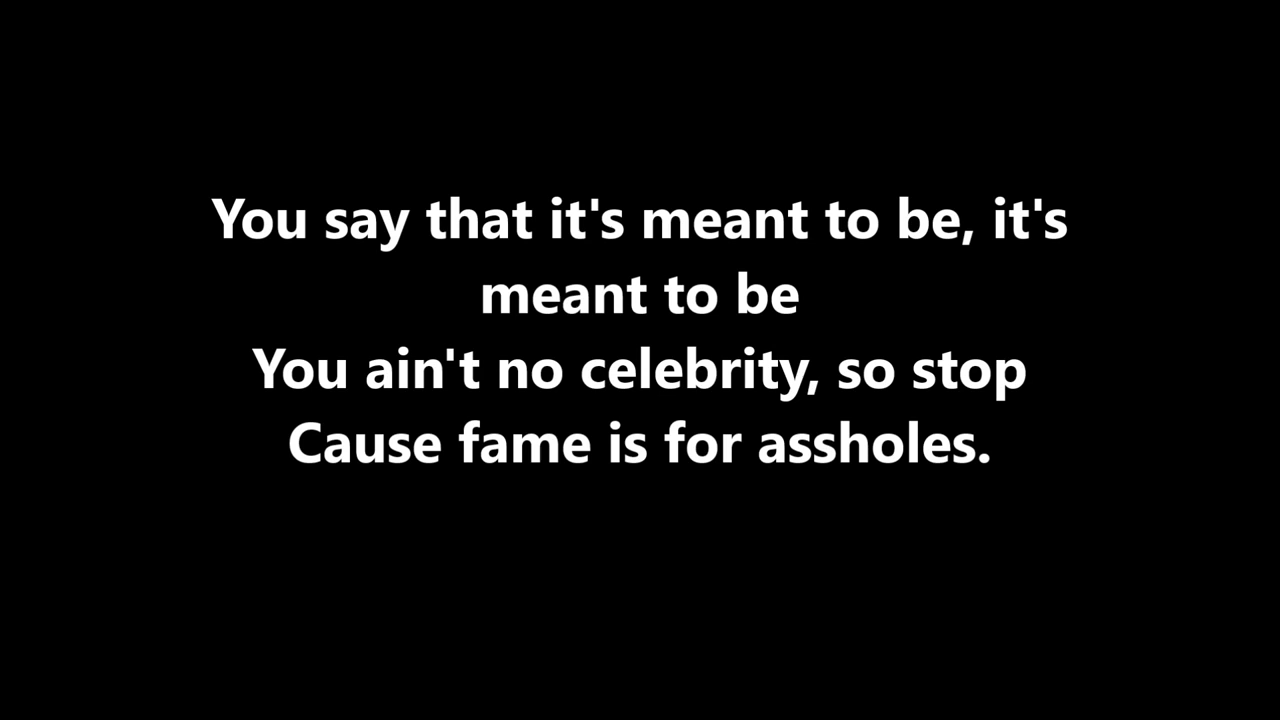 You say that it's meant to be, it's
meant to be
You ain't no celebrity, so stop
Cause fame is for assholes.